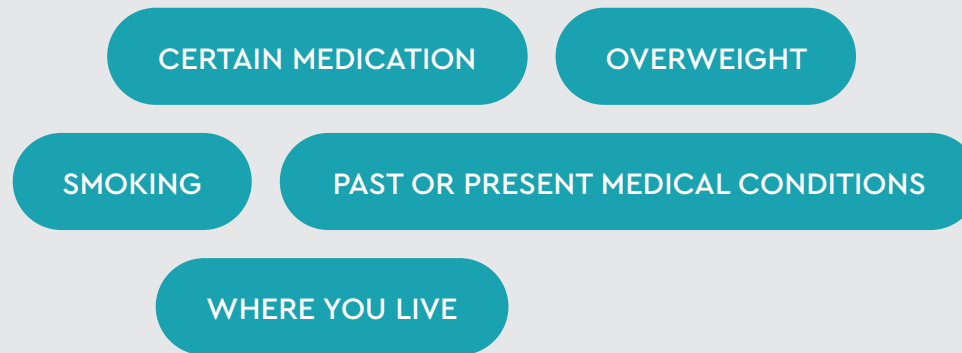 CERTAIN MEDICATION
OVERWEIGHT
SMOKING
PAST OR PRESENT MEDICAL CONDITIONS
WHERE YOU LIVE